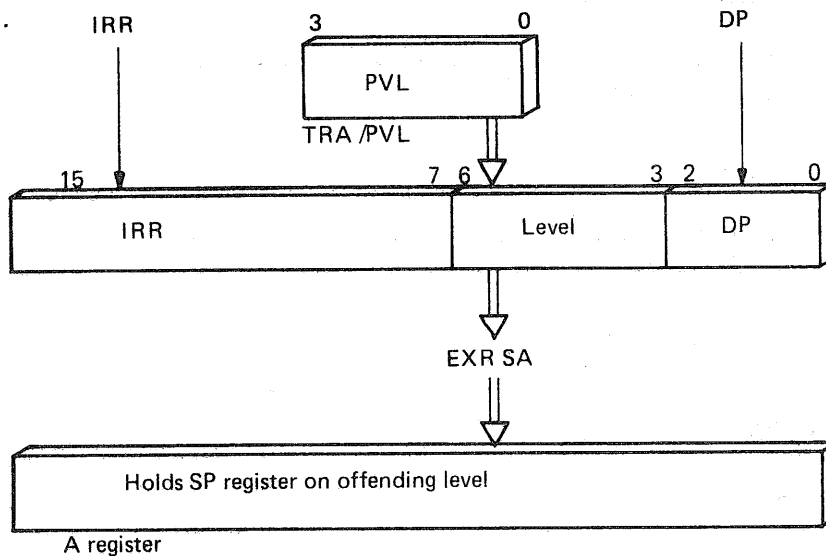 IRR
3 0
DP
PVL
TRA /PVL
15 7 6 3 2 0
IRR Level DP
EXR SA
Holds SP register on offending level
A register